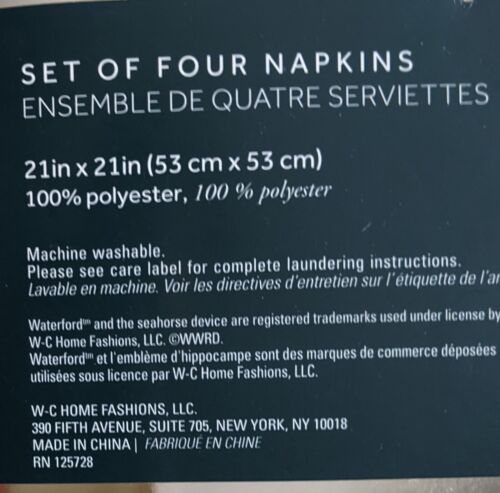 SET OF FOUR NAPKINS
ENSEMBLE DE QUATRE SERVIETTES
21in x 21in (53 cm x 53 cm)
100% polyester, 100 % polyester
Machine washable.
Please see care label for complete laundering instructions.
Lavable en machine. Voir les directives d'entretien sur l'étiquette de l'ar
Waterford™ and the seahorse device are registered trademarks used under license by
W-C Home Fashions, LLC. ©WWRD.
Waterford™ et l'emblème d'hippocampe sont des marques de commerce déposées
utilisées sous licence par W-C Home Fashions, LLC.
W-C HOME FASHIONS, LLC.
390 FIFTH AVENUE, SUITE 705, NEW YORK, NY 10018
MADE IN CHINA | FABRIQUÉ EN CHINE
RN 125728